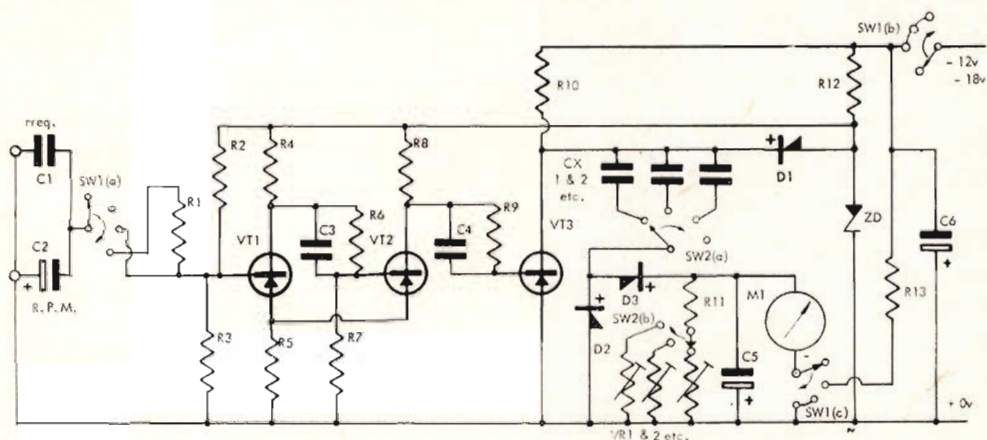 SW1(b)
- 12v
- 18v
R10
R12
rreq.
C1
R2
R4
R8
CX
1 & 2
etc.
D1
SW1(a)
R1
R6
R9
VT1
C3
VT2
C4
VT3
ZD
C6
C2
+
R. P. M.
SW2(a)
D3
+
R11
M1
R13
SW2(b)
D2
+
R3
R5
R7
C5
+
-
SW1(c)
+ 0v
VR1 & 2 etc.